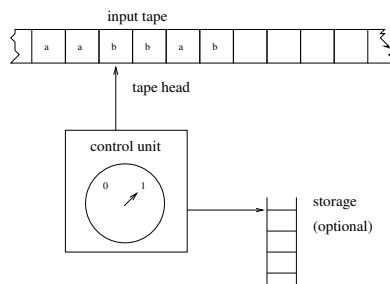 input tape
a a b b a b
tape head
control unit
0 1
storage
(optional)